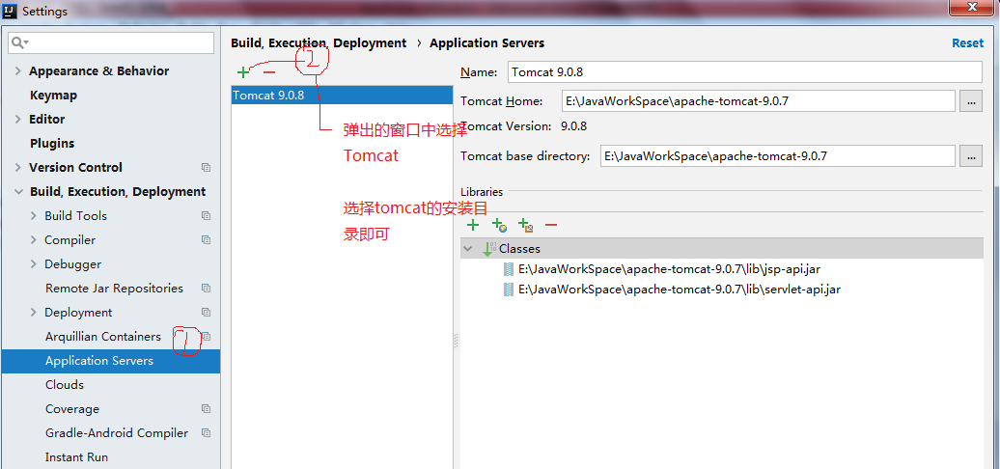 Settings
Build, Execution, Deployment › Application Servers
Reset
Appearance & Behavior
Keymap
Editor
Plugins
Version Control
Build, Execution, Deployment
Build Tools
Compiler
Debugger
Remote Jar Repositories
Deployment
Arquillian Containers
1
Application Servers
Clouds
Coverage
Gradle-Android Compiler
Instant Run
2
Tomcat 9.0.8
弹出的窗口中选择
Tomcat
选择tomcat的安装目
录即可
Name: Tomcat 9.0.8
Tomcat Home: E:\JavaWorkSpace\apache-tomcat-9.0.7 ...
Tomcat Version: 9.0.8
Tomcat base directory: E:\JavaWorkSpace\apache-tomcat-9.0.7 ...
Libraries
Classes
E:\JavaWorkSpace\apache-tomcat-9.0.7\lib\jsp-api.jar
E:\JavaWorkSpace\apache-tomcat-9.0.7\lib\servlet-api.jar